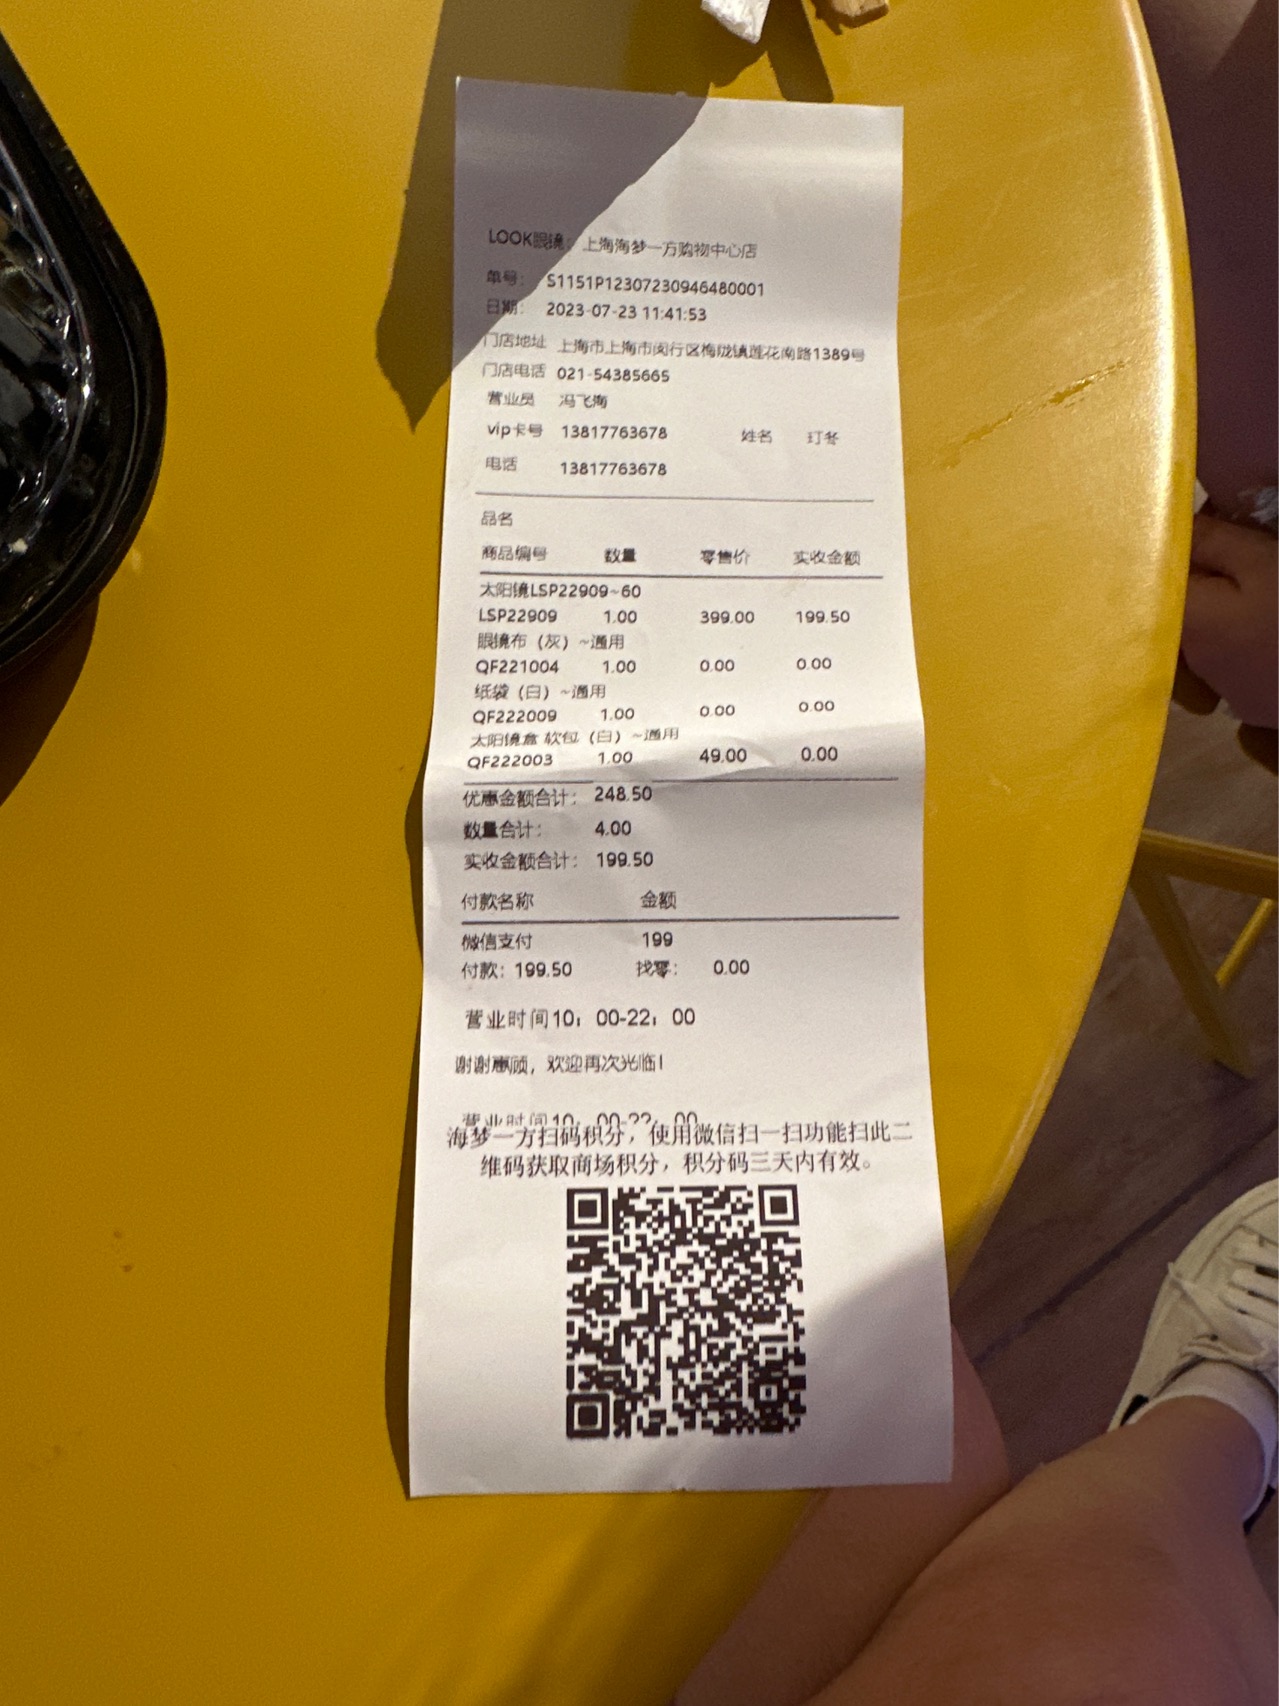 LOOK眼镜: 上海海梦一方购物中心店
单号: S1151P12307230946480001
日期: 2023-07-23 11:41:53
门店地址 上海市上海市闵行区梅陇镇莲花南路1389号
门店电话 021-54385665
营业员 冯飞海
vip卡号 13817763678 姓名 玎冬
电话 13817763678
品名
商品编号 数量 零售价 实收金额
太阳镜LSP22909~60
LSP22909 1.00 399.00 199.50
眼镜布（灰）~通用
QF221004 1.00 0.00 0.00
纸袋（白）~通用
QF222009 1.00 0.00 0.00
太阳镜盒 软包（白）~通用
QF222003 1.00 49.00 0.00
优惠金额合计: 248.50
数量合计: 4.00
实收金额合计: 199.50
付款名称 金额
微信支付 199
付款: 199.50 找零: 0.00
营业时间10：00-22：00
谢谢惠顾，欢迎再次光临！
营业时间10：00-22：00
海梦一方扫码积分，使用微信扫一扫功能扫此二
维码获取商场积分，积分码三天内有效。